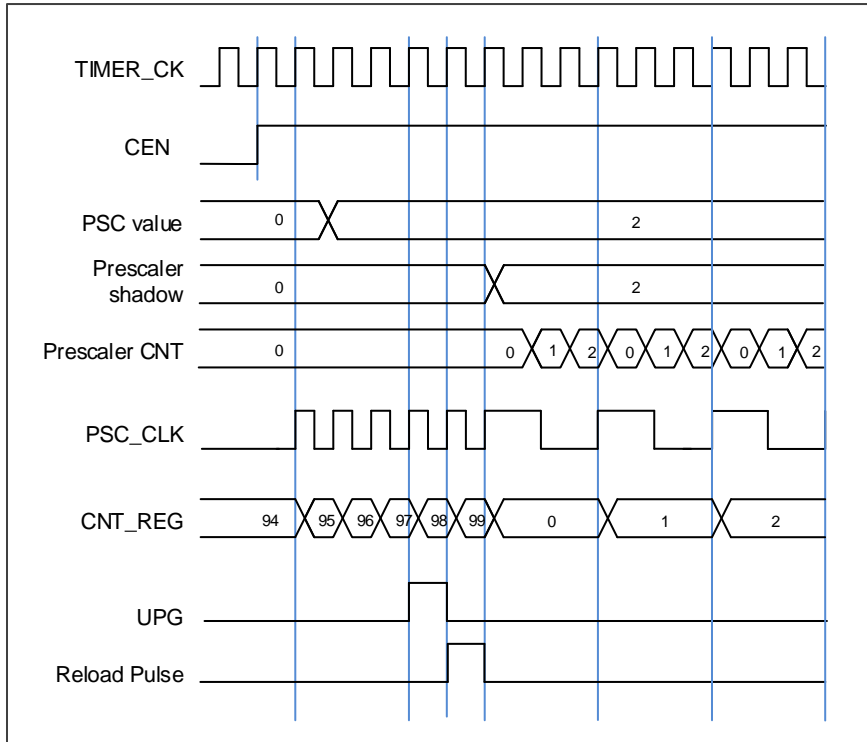 TIMER_CK
CEN
PSC value 0 2
Prescaler
shadow 0 2
Prescaler CNT 0 0 1 2 0 1 2 0 1 2
PSC_CLK
CNT_REG 94 95 96 97 98 99 0 1 2
UPG
Reload Pulse